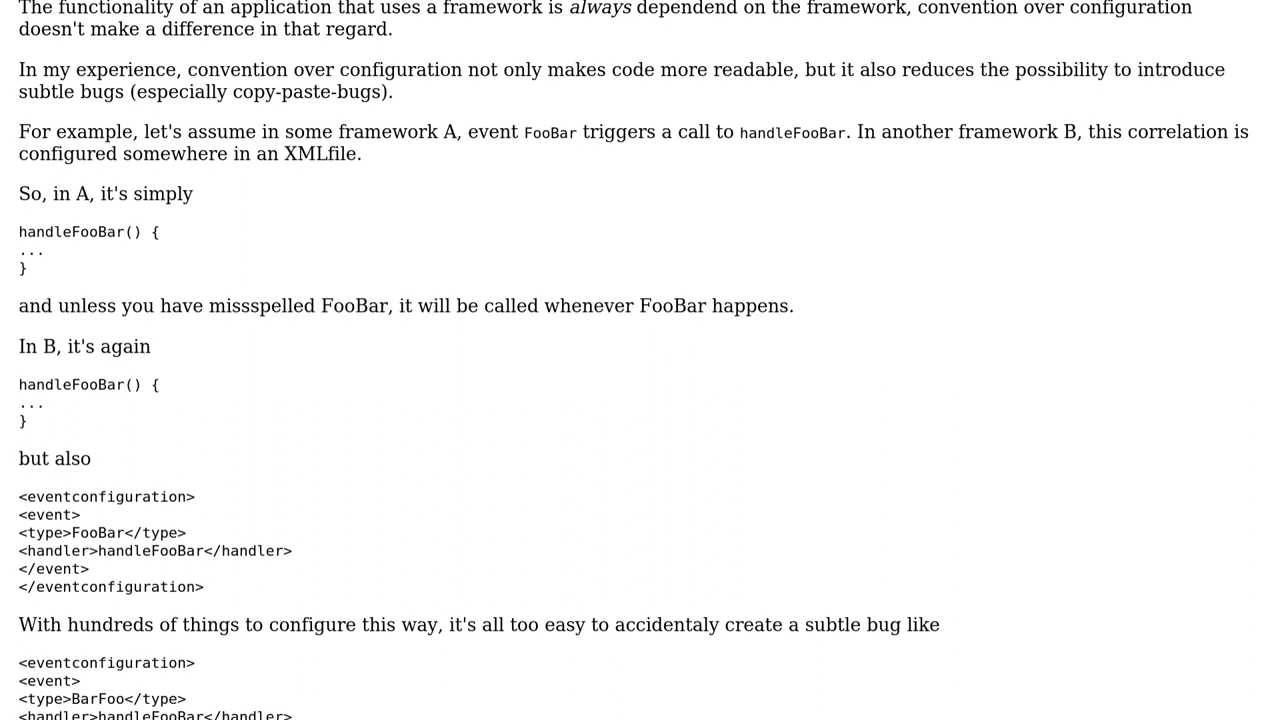 The functionality of an application that uses a framework is always dependend on the framework, convention over configuration
doesn't make a difference in that regard.
In my experience, convention over configuration not only makes code more readable, but it also reduces the possibility to introduce
subtle bugs (especially copy-paste-bugs).
For example, let's assume in some framework A, event FooBar triggers a call to handleFooBar. In another framework B, this correlation is
configured somewhere in an XMLfile.
So, in A, it's simply
handleFooBar() {
...
}
and unless you have missspelled FooBar, it will be called whenever FooBar happens.
In B, it's again
handleFooBar() {
...
}
but also
<eventconfiguration>
<event>
<type>FooBar</type>
<handler>handleFooBar</handler>
</event>
</eventconfiguration>
With hundreds of things to configure this way, it's all too easy to accidentaly create a subtle bug like
<eventconfiguration>
<event>
<type>BarFoo</type>
<handler>handleFooBar</handler>